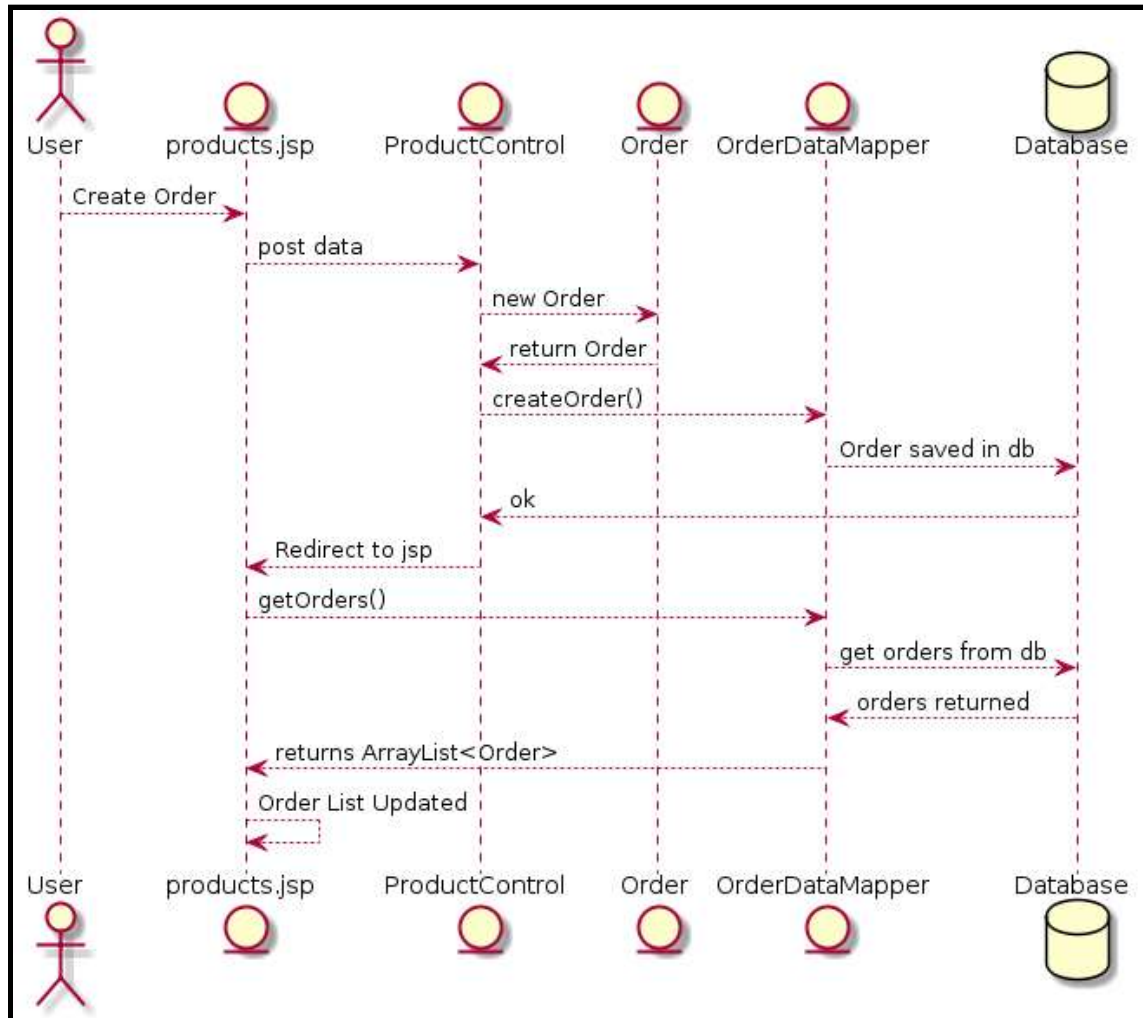 User products.jsp ProductControl Order OrderDataMapper Database
Create Order
post data
new Order
return Order
createOrder()
Order saved in db
ok
Redirect to jsp
getOrders()
get orders from db
orders returned
returns ArrayList<Order>
Order List Updated
User products.jsp ProductControl Order OrderDataMapper Database